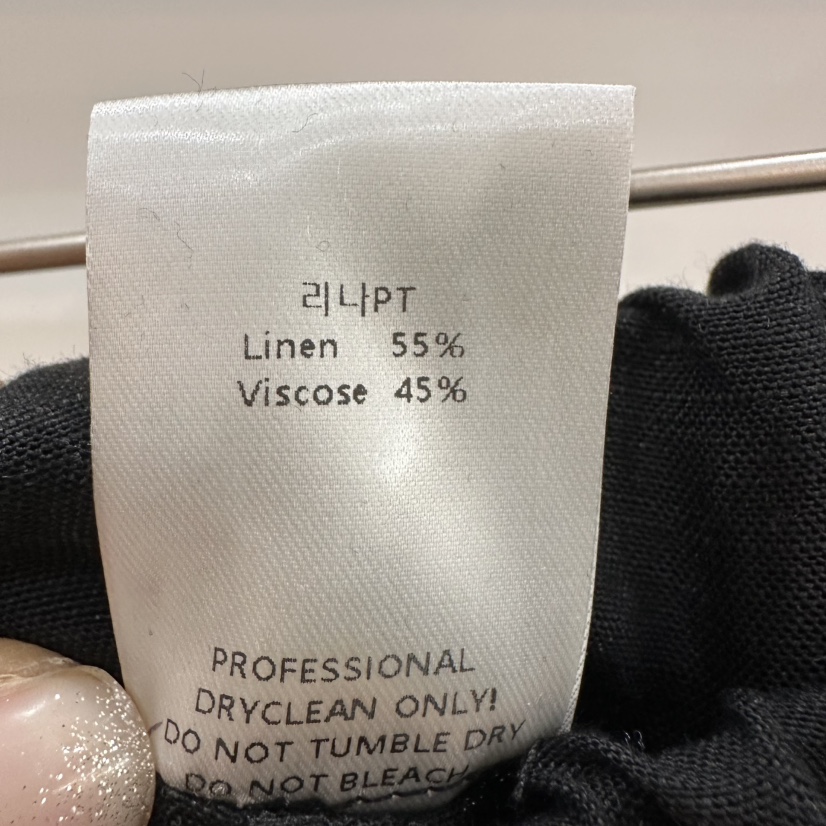 리나PT
Linen 55%
Viscose 45%
PROFESSIONAL
DRYCLEAN ONLY!
DO NOT TUMBLE DRY
DO NOT BLEACH